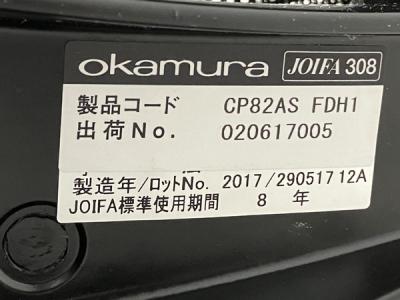 okamura JOIFA 308
製品コード CP82AS FDH1
出荷No. 020617005
製造年/ロットNo. 2017/29051712A
JOIFA標準使用期間 8 年